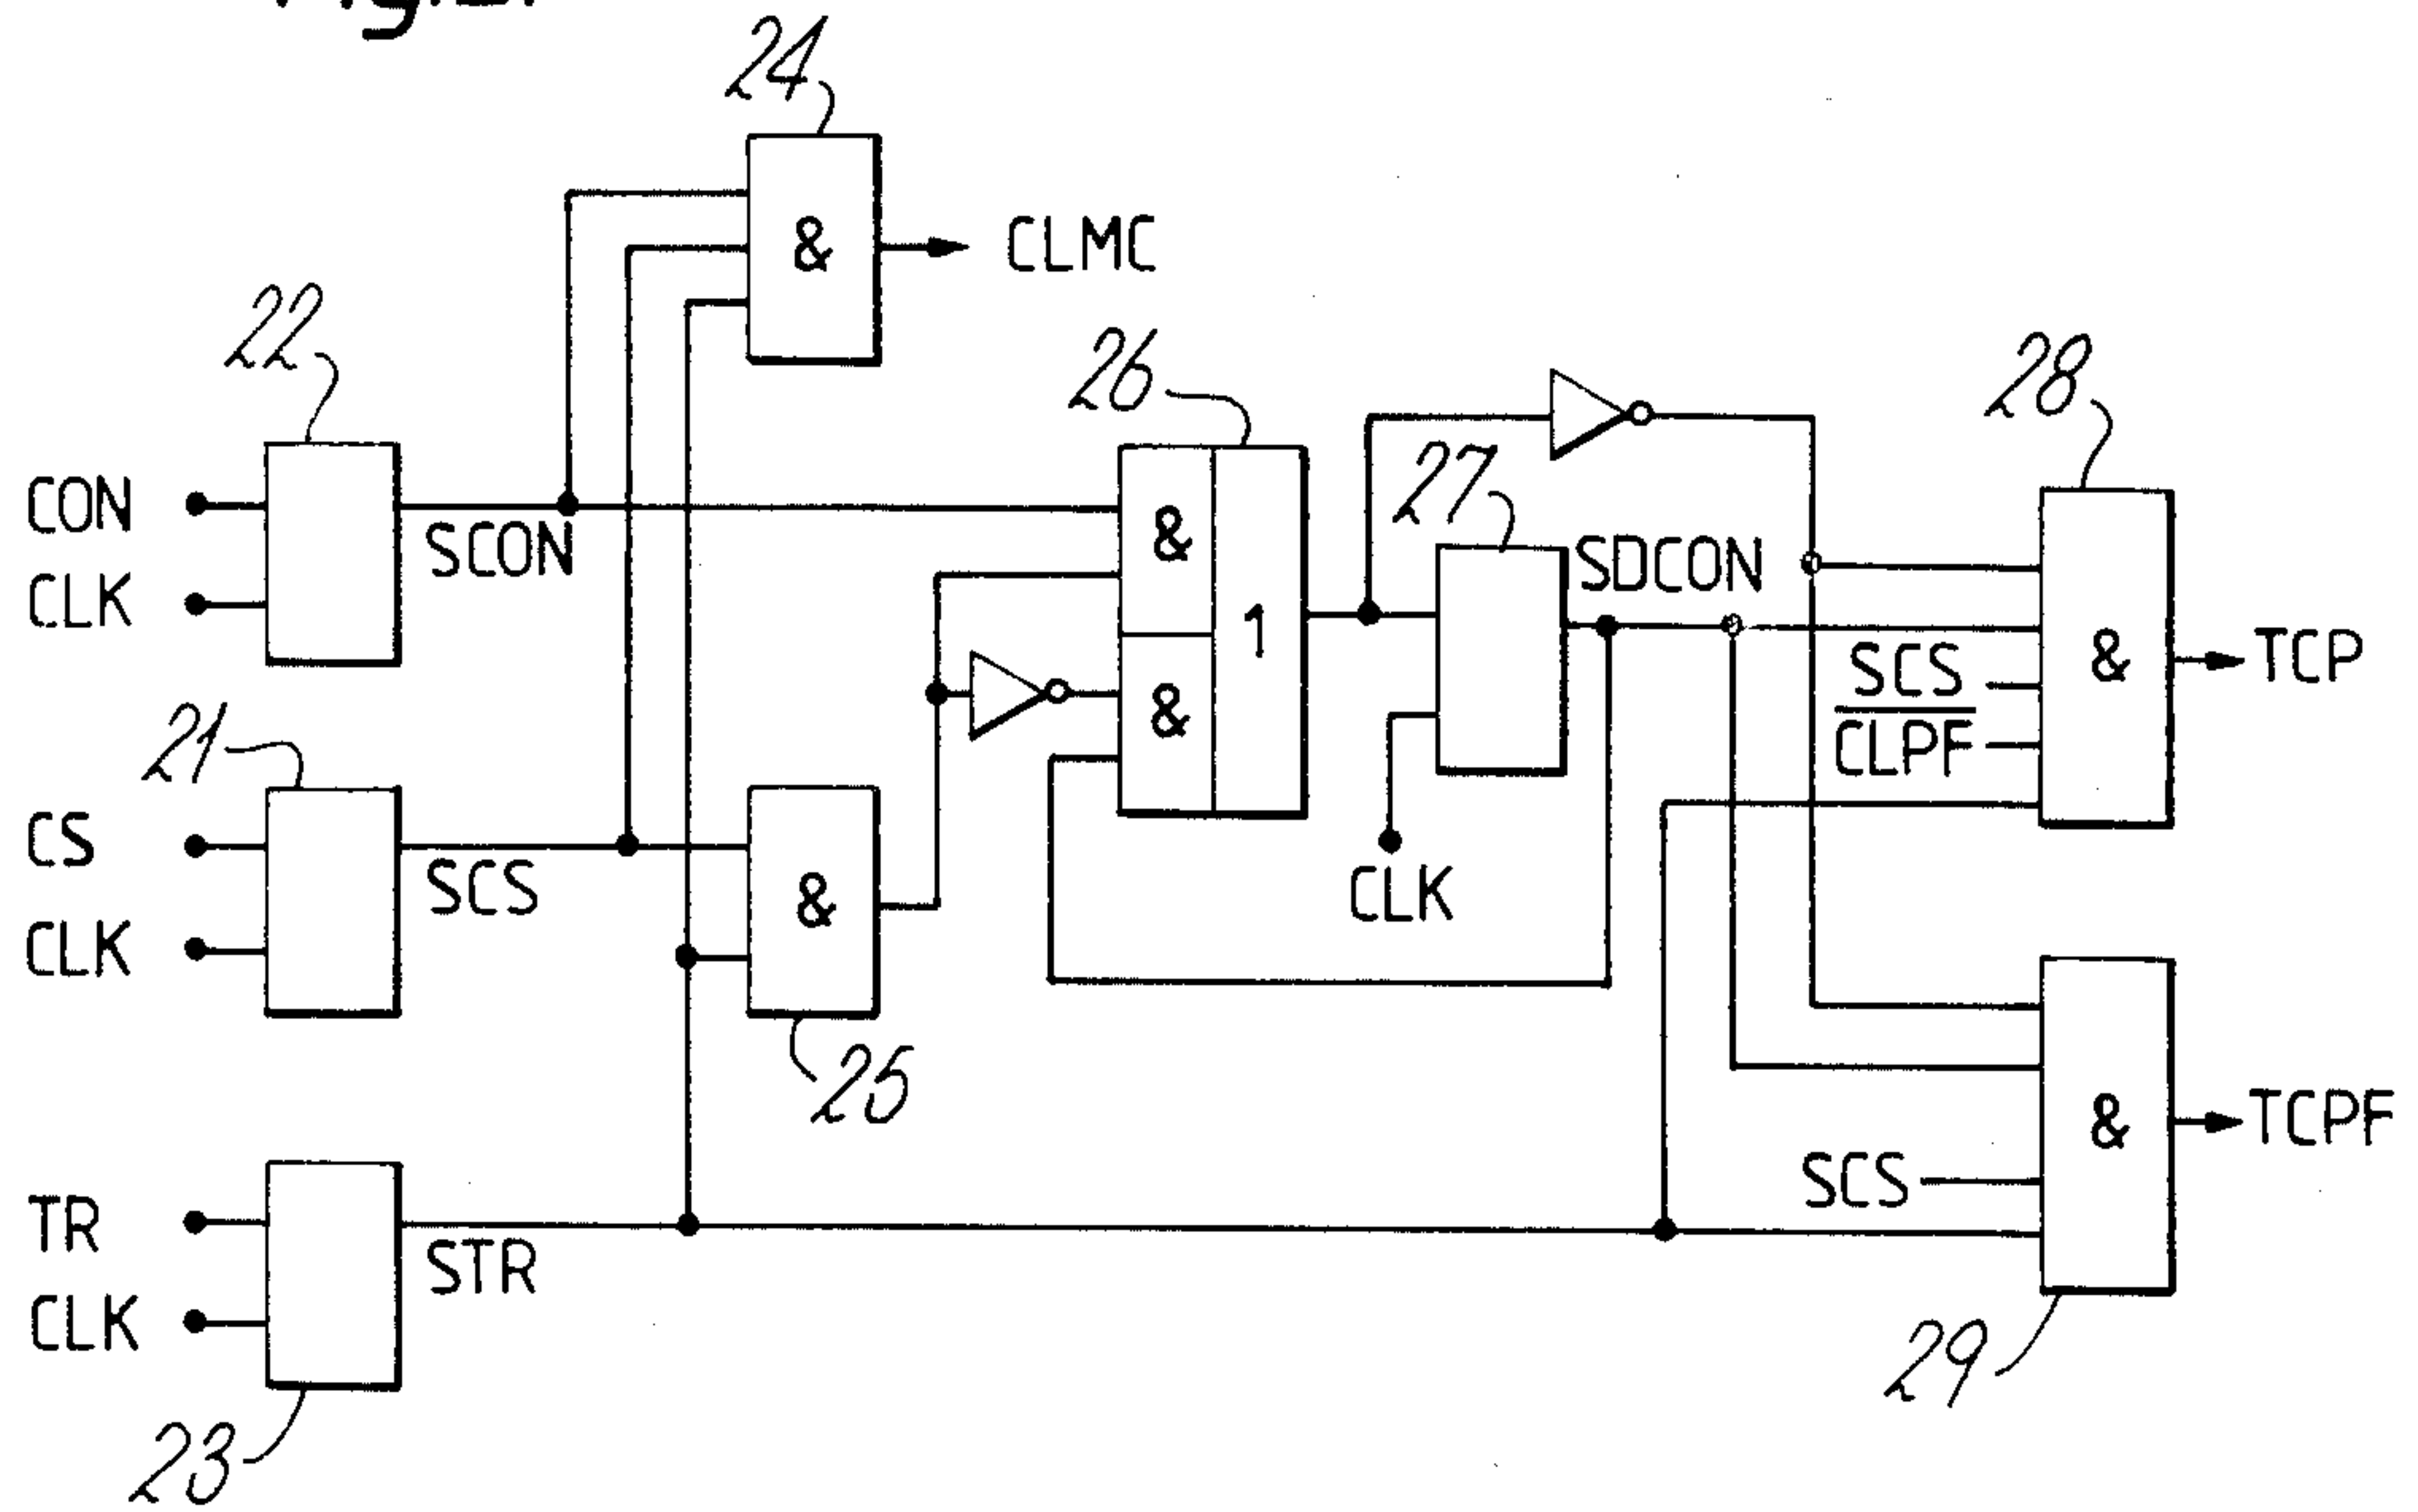 24
&
CLMC
22
CON
CLK
SCON
26
&
&
1
27
SDCON
CLK
28
SCS
CLPF
&
TCP
21
CS
CLK
SCS
&
25
TR
CLK
STR
23
SCS
&
TCPF
29